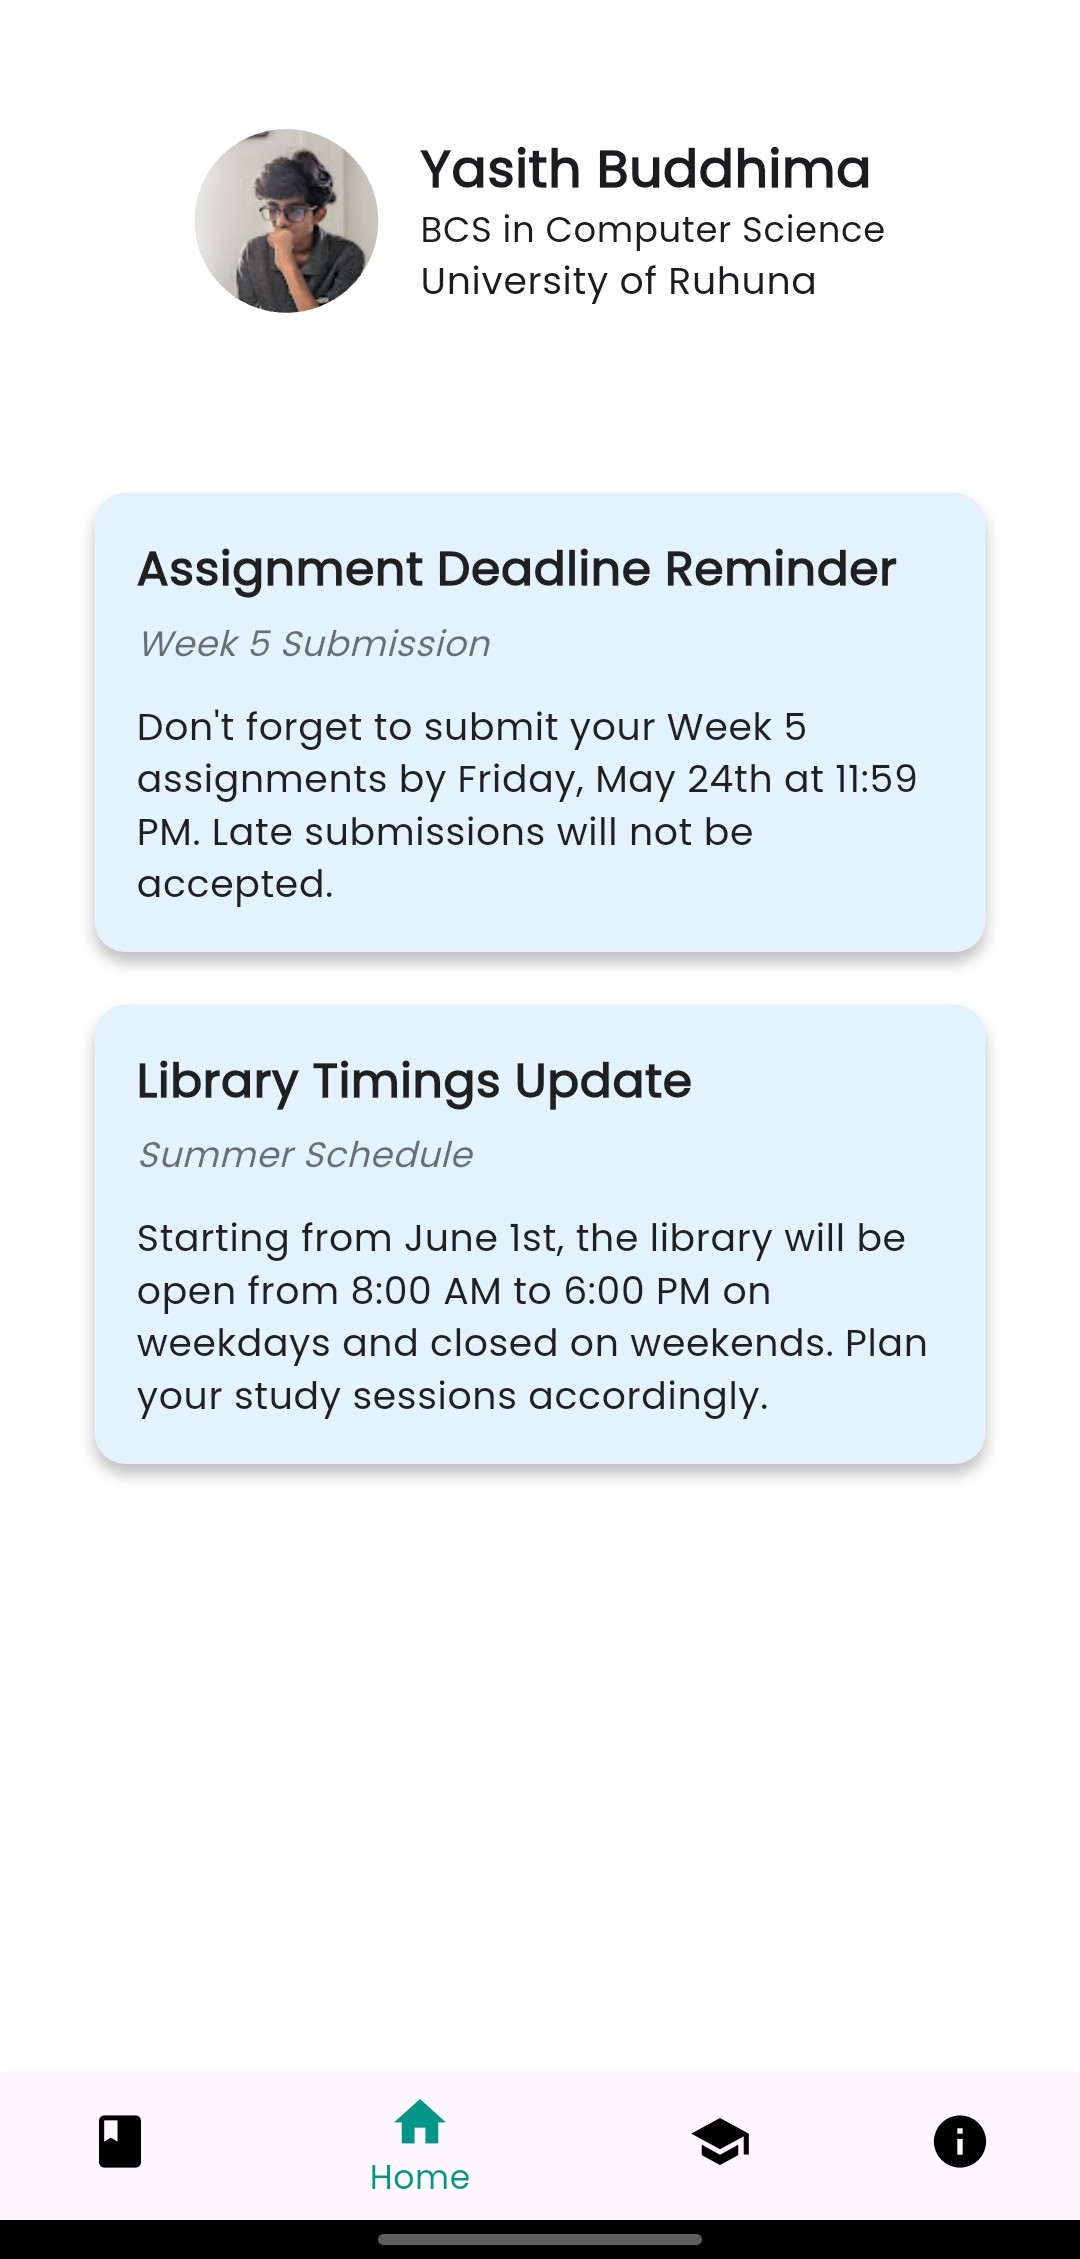 Yasith Buddhima
BCS in Computer Science
University of Ruhuna
Assignment Deadline Reminder
Week 5 Submission
Don't forget to submit your Week 5
assignments by Friday, May 24th at 11:59
PM. Late submissions will not be
accepted.
Library Timings Update
Summer Schedule
Starting from June 1st, the library will be
open from 8:00 AM to 6:00 PM on
weekdays and closed on weekends. Plan
your study sessions accordingly.
Home